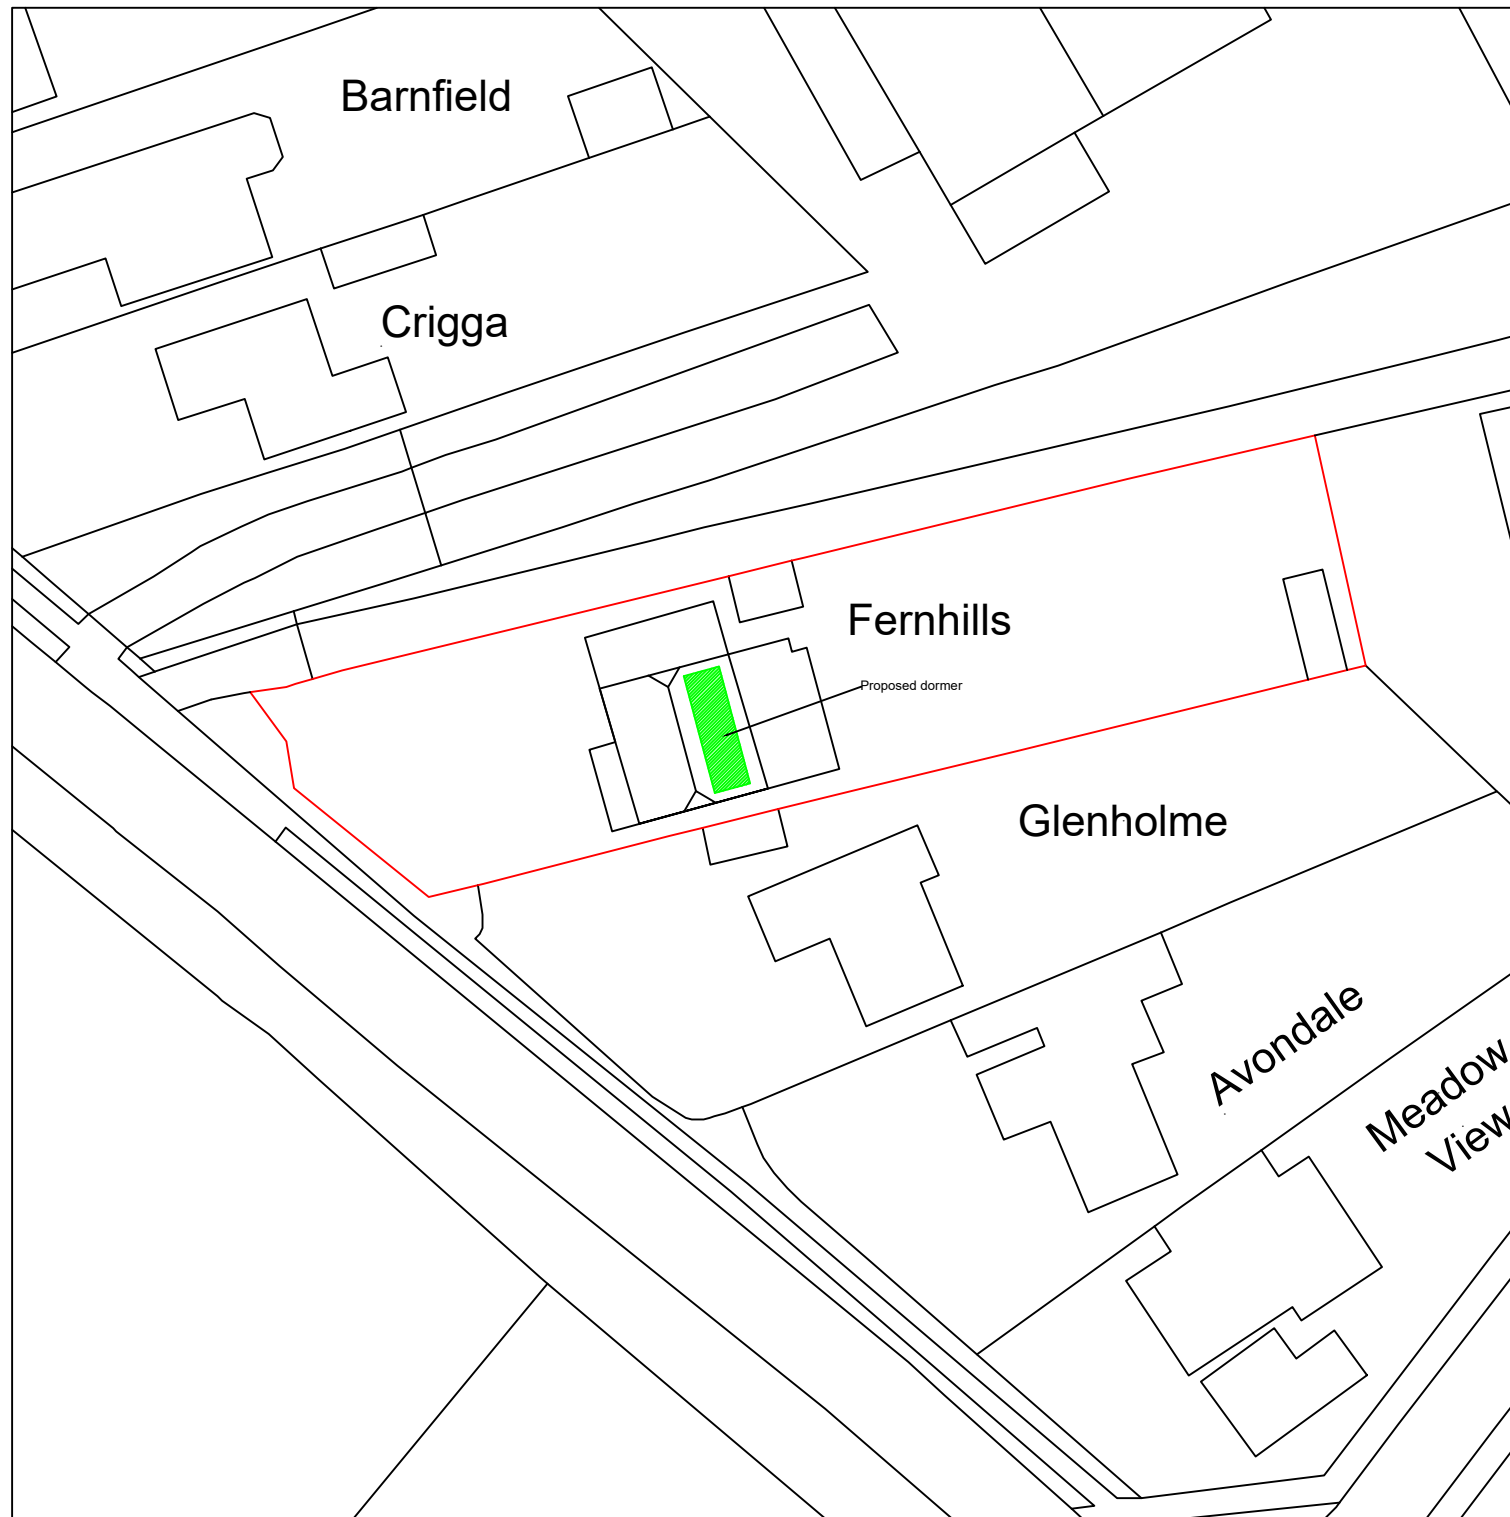 Barnfield
Crigga
Fernhills
Proposed dormer
Glenholme
Avondale
Meadow
View